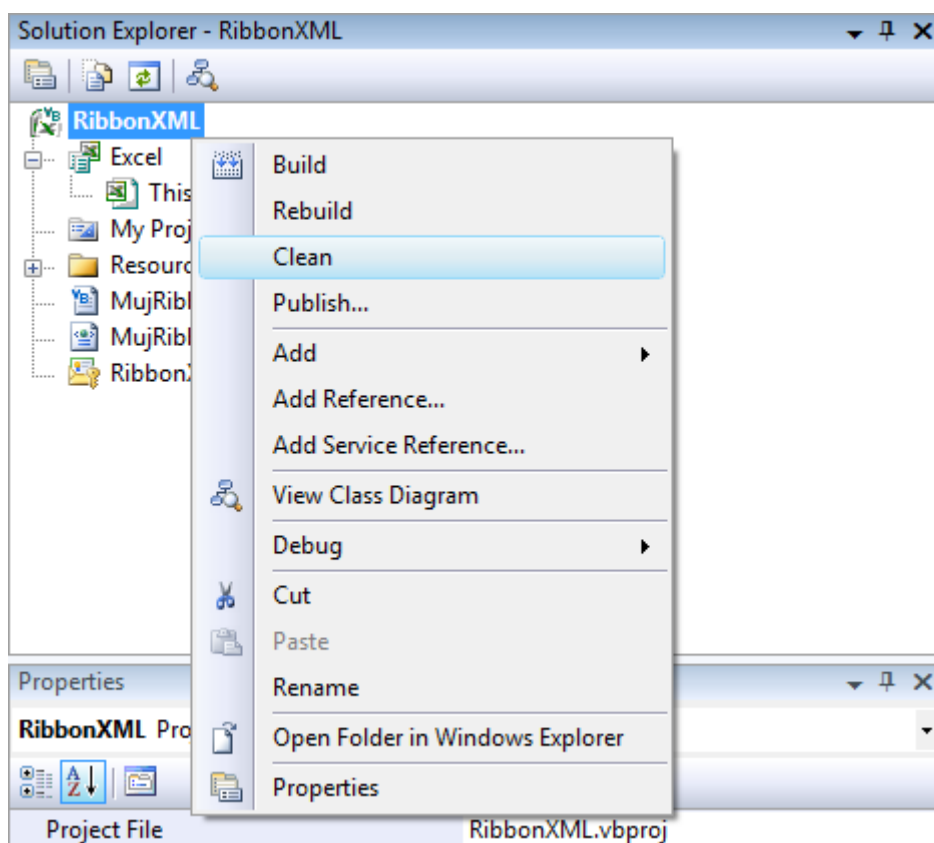 Solution Explorer - RibbonXML
RibbonXML
Excel
This
My Proj
Resourc
MujRib
MujRib
Ribbon
Build
Rebuild
Clean
Publish...
Add
Add Reference...
Add Service Reference...
View Class Diagram
Debug
Cut
Paste
Rename
Open Folder in Windows Explorer
Properties
Properties
RibbonXML Pro
Project File RibbonXML.vbproj